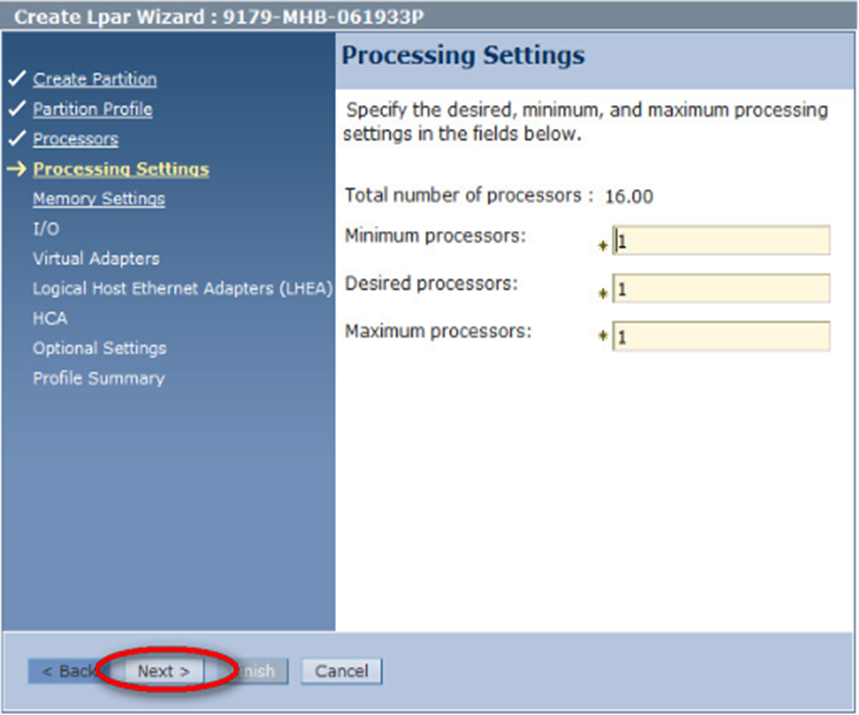 Create Lpar Wizard : 9179-MHB-061933P
Create Partition
Partition Profile
Processors
Processing Settings
Memory Settings
I/O
Virtual Adapters
Logical Host Ethernet Adapters (LHEA)
HCA
Optional Settings
Profile Summary
Processing Settings
Specify the desired, minimum, and maximum processing
settings in the fields below.
Total number of processors : 16.00
Minimum processors: 1
Desired processors: 1
Maximum processors: 1
< Back Next > Cancel